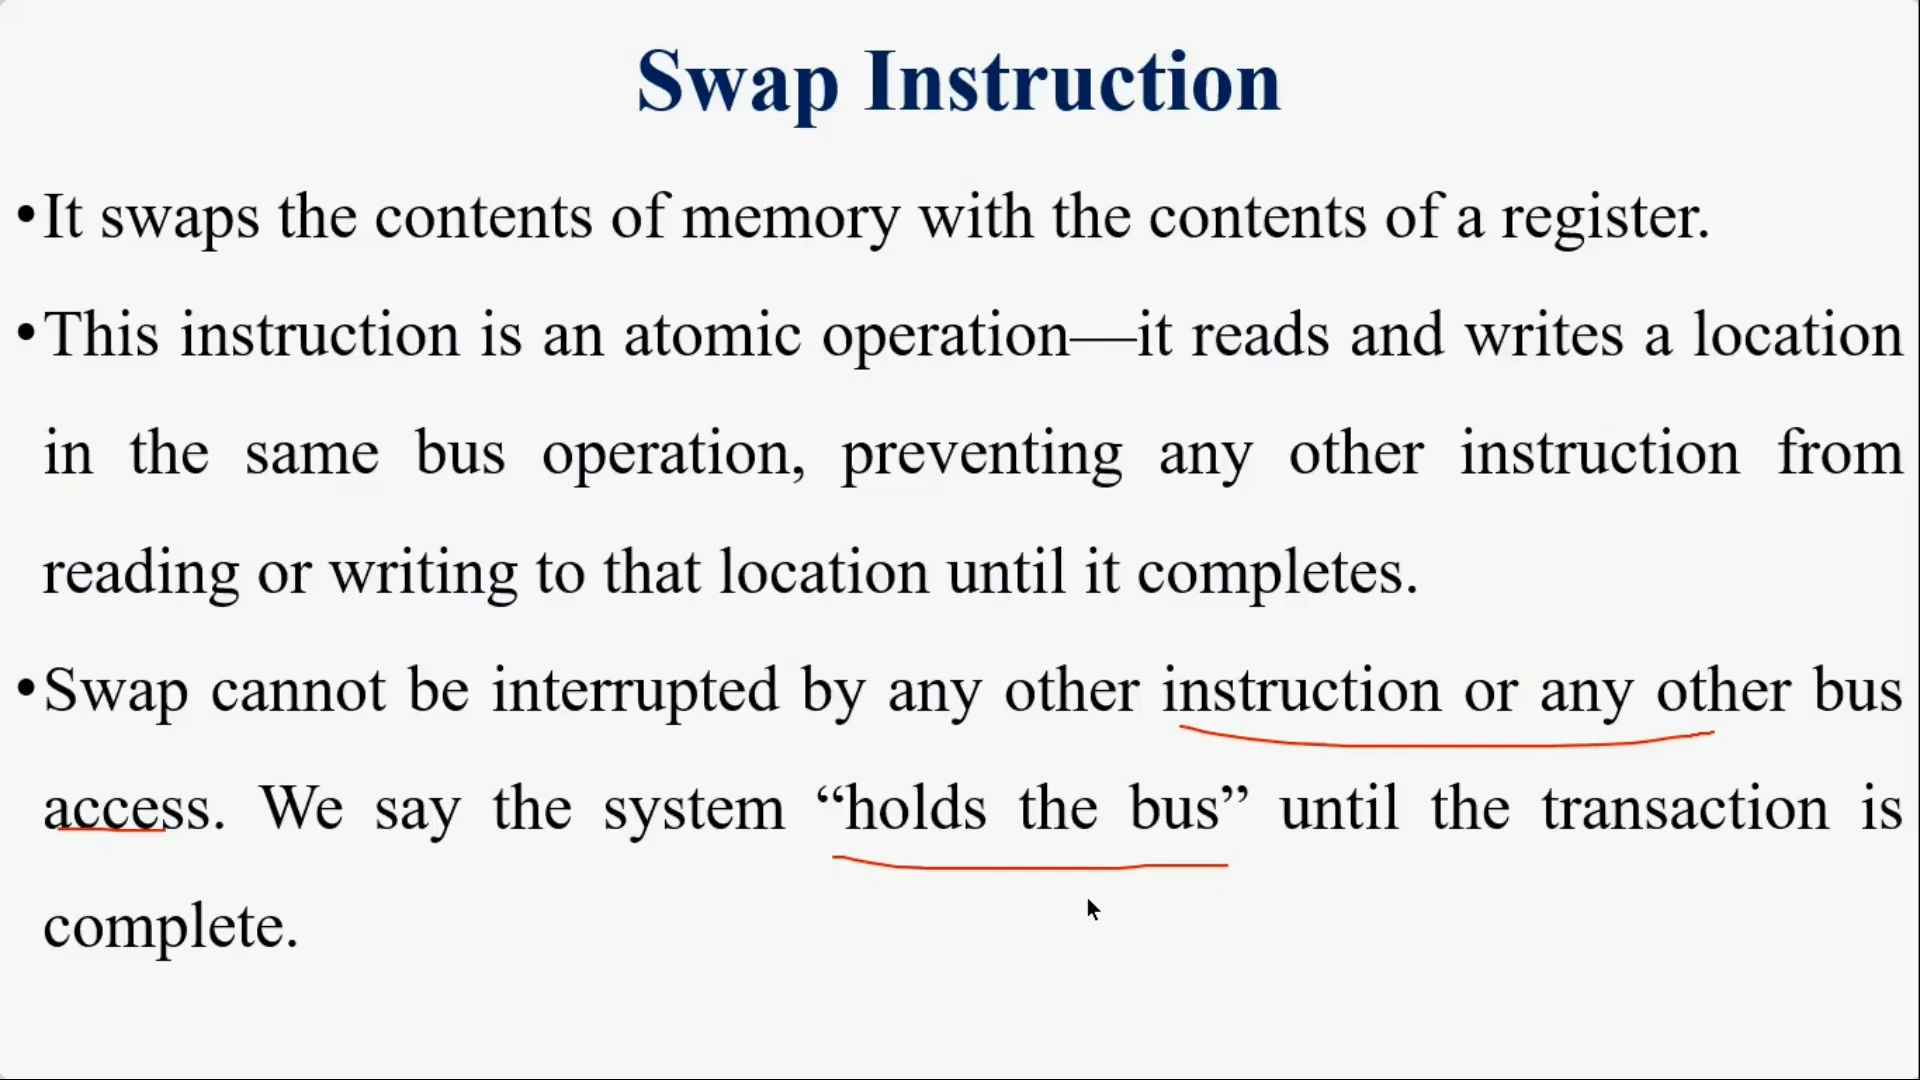 Swap Instruction
•It swaps the contents of memory with the contents of a register.
•This instruction is an atomic operation—it reads and writes a location
in the same bus operation, preventing any other instruction from
reading or writing to that location until it completes.
•Swap cannot be interrupted by any other instruction or any other bus
access. We say the system “holds the bus” until the transaction is
complete.